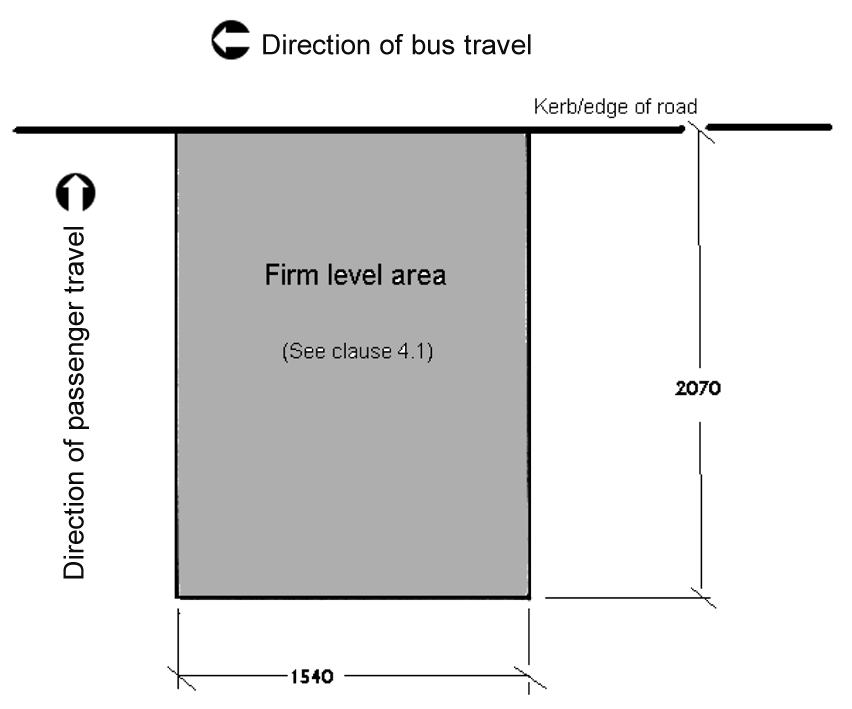 Direction of bus travel
Kerb/edge of road
Direction of passenger travel
Firm level area
(See clause 4.1)
2070
1540